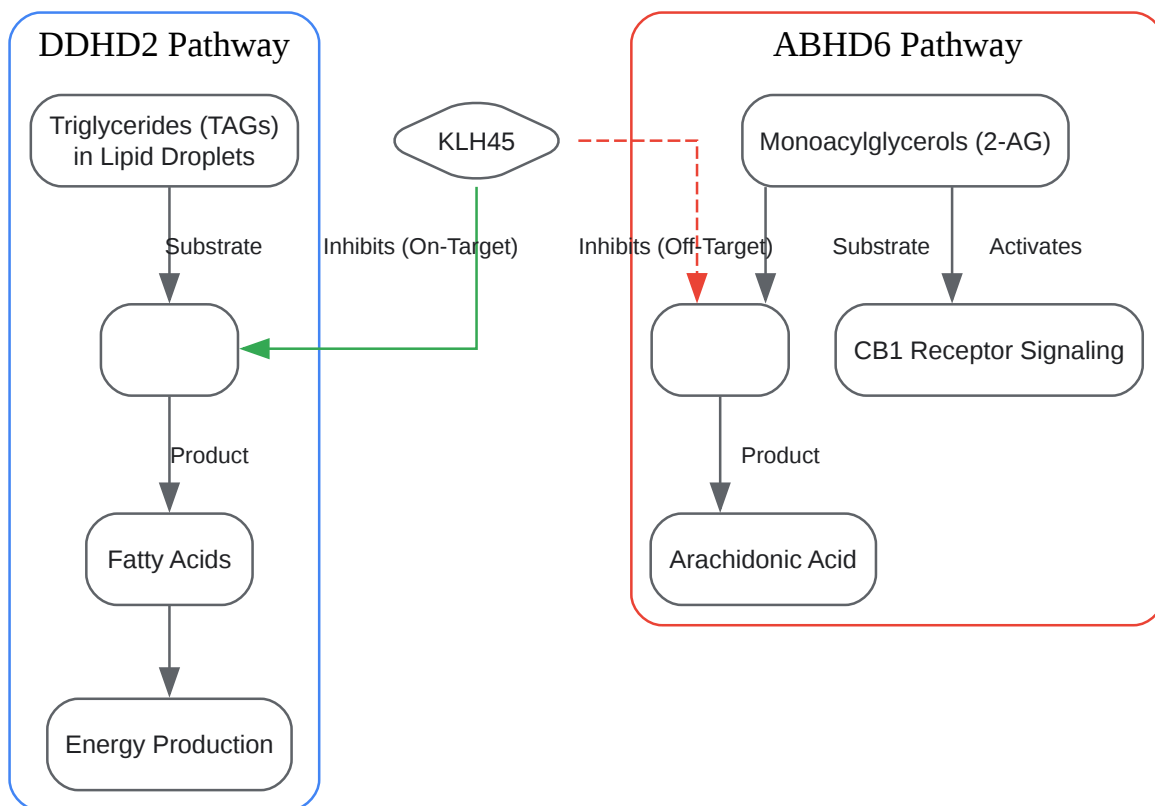 DDHD2 Pathway
ABHD6 Pathway
Triglycerides (TAGs)
in Lipid Droplets
KLH45
Monoacylglycerols (2-AG)
Substrate
Inhibits (On-Target)
Inhibits (Off-Target)
Substrate
Activates
CB1 Receptor Signaling
Product
Product
Fatty Acids
Arachidonic Acid
Energy Production